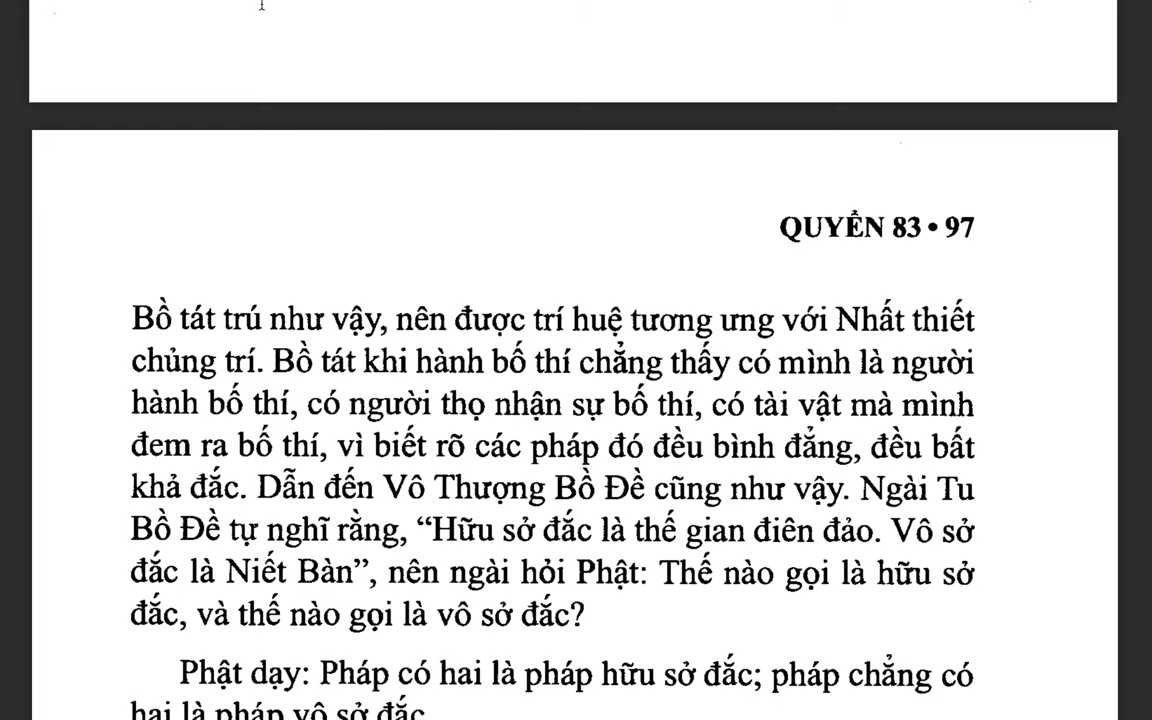 QUYỂN 83 • 97
Bồ tát trú như vậy, nên được trí huệ tương ưng với Nhất thiết
chủng trí. Bồ tát khi hành bố thí chẳng thấy có mình là người
hành bố thí, có người thọ nhận sự bố thí, có tài vật mà mình
đem ra bố thí, vì biết rõ các pháp đó đều bình đẳng, đều bất
khả đắc. Dẫn đến Vô Thượng Bồ Đề cũng như vậy. Ngài Tu
Bồ Đề tự nghĩ rằng, “Hữu sở đắc là thế gian điên đảo. Vô sở
đắc là Niết Bàn”, nên ngài hỏi Phật: Thế nào gọi là hữu sở
đắc, và thế nào gọi là vô sở đắc?
Phật dạy: Pháp có hai là pháp hữu sở đắc; pháp chẳng có
hai là pháp vô sở đắc